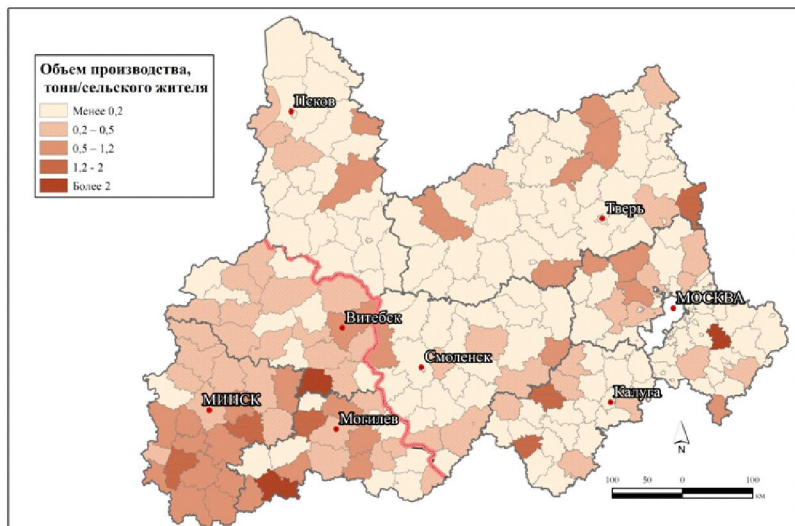 Объем производства,
тонн/сельского жителя
Менее 0,2
0,2 – 0,5
0,5 – 1,2
1,2 - 2
Более 2
Псков
Тверь
МОСКВА
Витебск
Смоленск
МИНСК
Могилев
Калуга
N
100 50 0 100
км